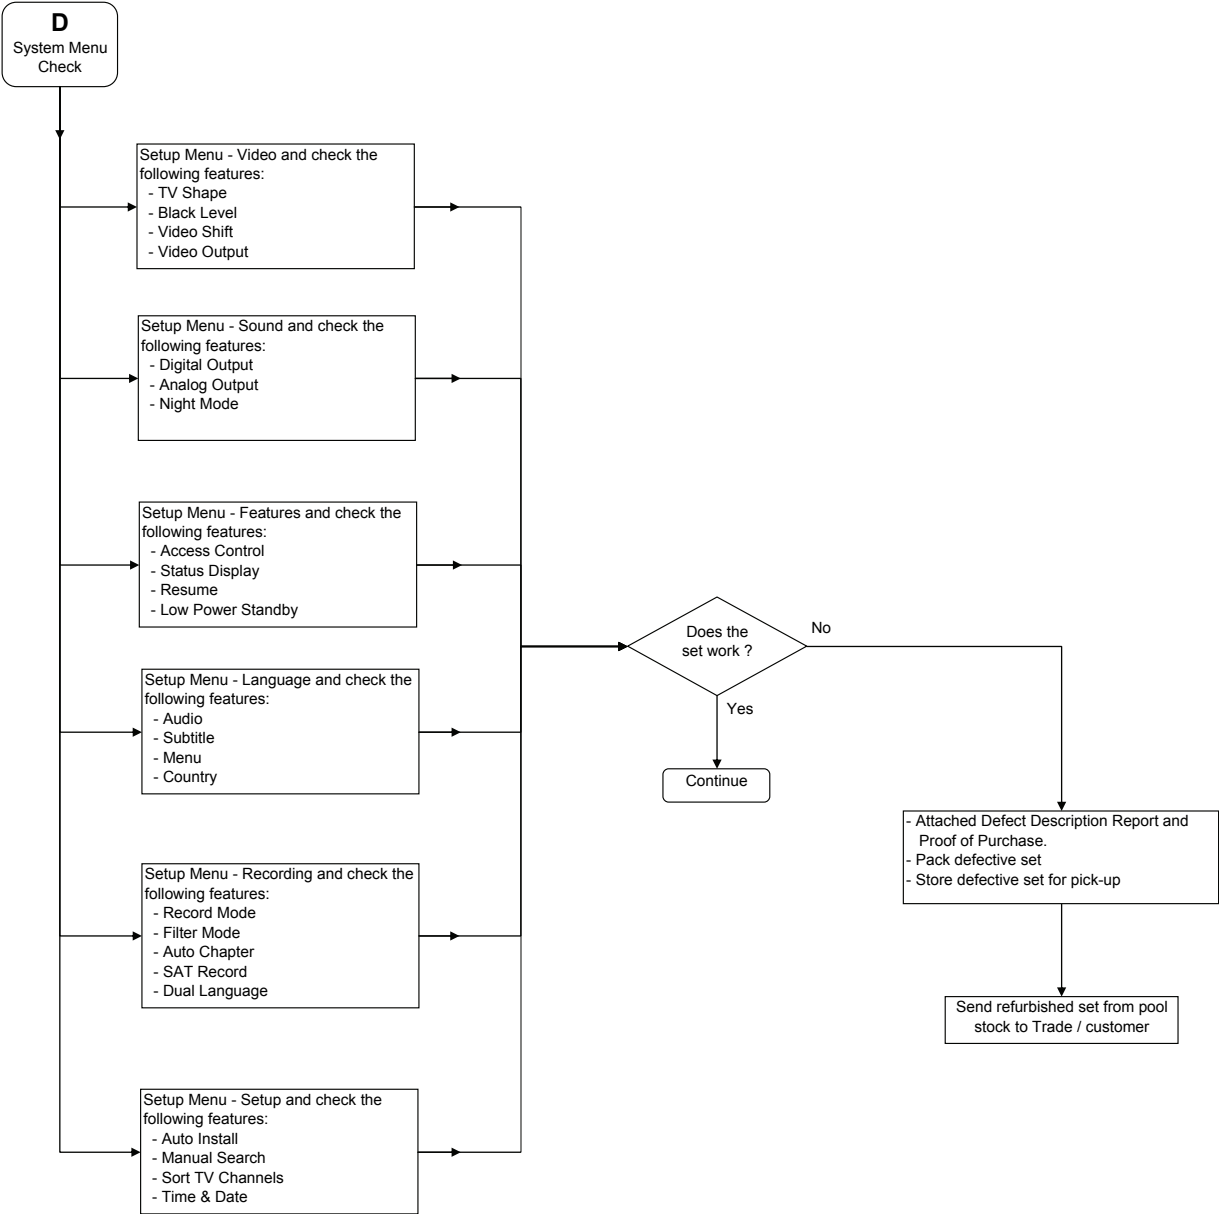 D
System Menu
Check
Setup Menu - Video and check the
following features:
- TV Shape
- Black Level
- Video Shift
- Video Output
Setup Menu - Sound and check the
following features:
- Digital Output
- Analog Output
- Night Mode
Setup Menu - Features and check the
following features:
- Access Control
- Status Display
- Resume
- Low Power Standby
Setup Menu - Language and check the
following features:
- Audio
- Subtitle
- Menu
- Country
Setup Menu - Recording and check the
following features:
- Record Mode
- Filter Mode
- Auto Chapter
- SAT Record
- Dual Language
Setup Menu - Setup and check the
following features:
- Auto Install
- Manual Search
- Sort TV Channels
- Time & Date
Does the
set work ?
No
Yes
Continue
- Attached Defect Description Report and
Proof of Purchase.
- Pack defective set
- Store defective set for pick-up
Send refurbished set from pool
stock to Trade / customer